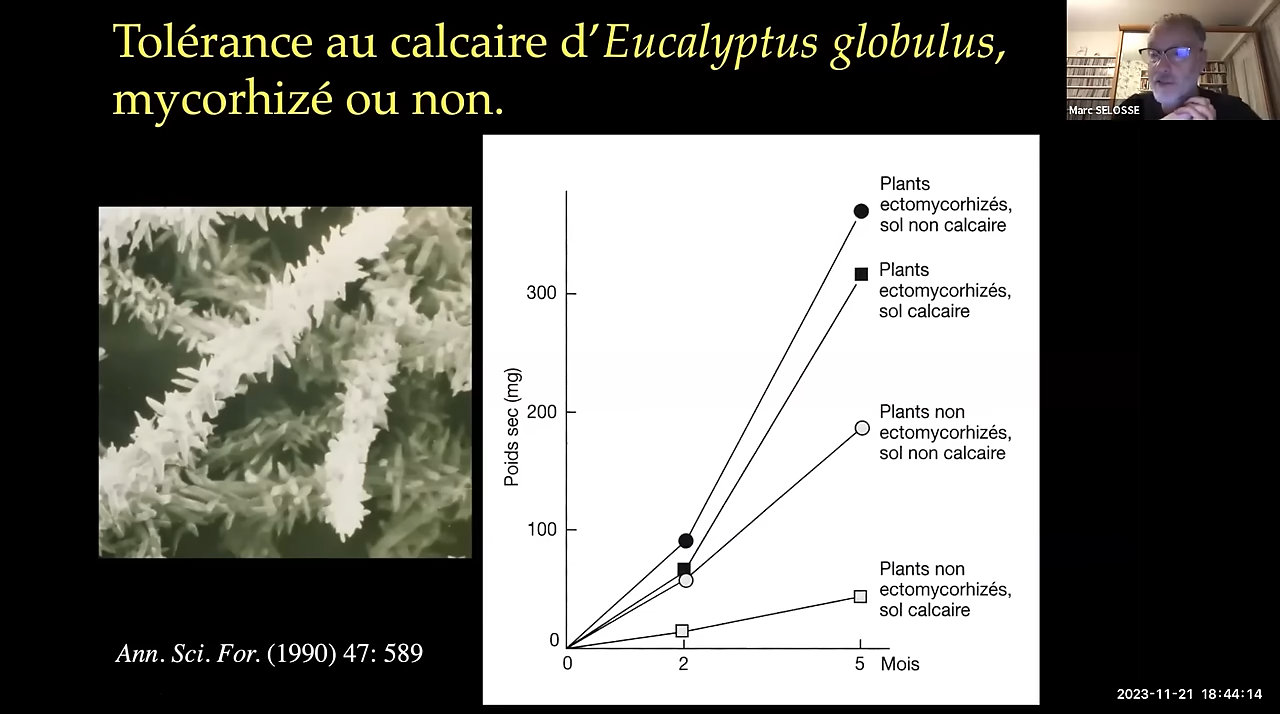 Tolérance au calcaire d’Eucalyptus globulus,
mycorhizé ou non.
Marc SELOSSE
Plants
ectomycorhizés,
sol non calcaire
Plants
ectomycorhizés,
sol calcaire
Plants non
ectomycorhizés,
sol non calcaire
Plants non
ectomycorhizés,
sol calcaire
Poids sec (mg)
300
200
100
0
0 2 5 Mois
Ann. Sci. For. (1990) 47: 589
2023-11-21 18:44:14